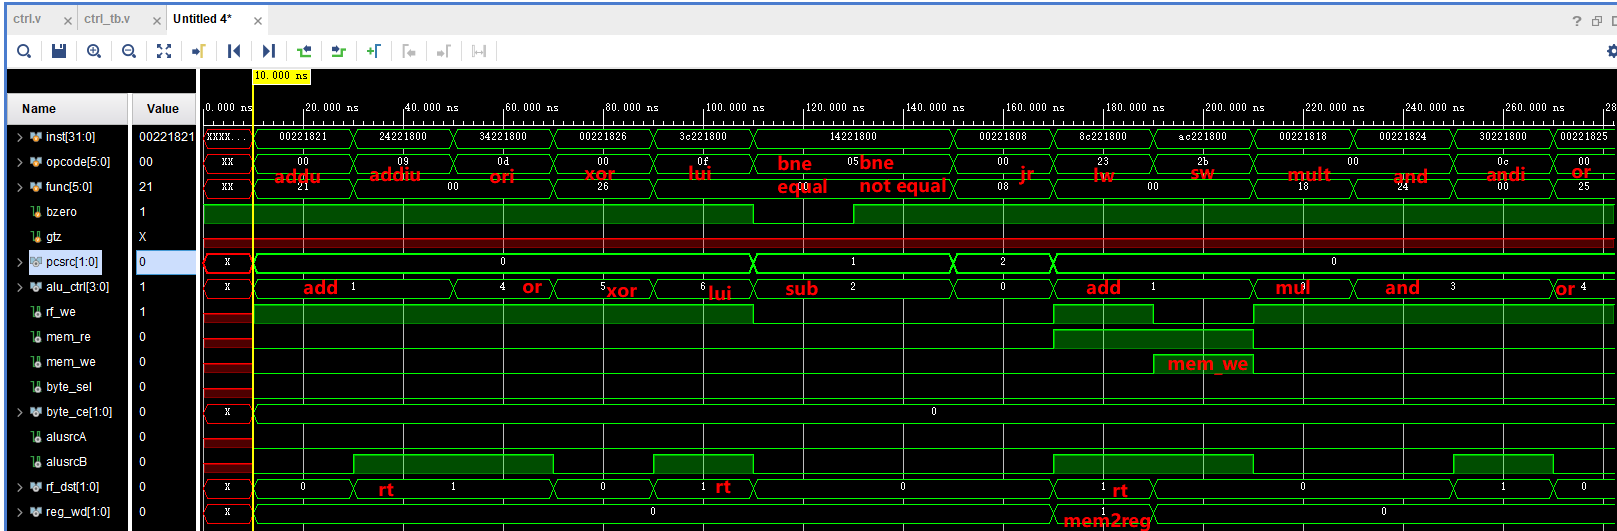 ctrl.v × ctrl_tb.v × Untitled 4* ×
?
10.000 ns
Name Value
0.000 ns 20.000 ns 40.000 ns 60.000 ns 80.000 ns 100.000 ns 120.000 ns 140.000 ns 160.000 ns 180.000 ns 200.000 ns 220.000 ns 240.000 ns 260.000 ns 28
inst[31:0] 00221821 XXXX... 00221821 24221800 34221800 00221826 3c221800 14221800 00221808 8c221800 ac221800 00221818 00221824 30221800 00221825
opcode[5:0] 00 XX 00 09 0d 00 0f 05 00 23 2b 00 0c 00
addu addiu ori xor lui bne bne jr lw sw mult and andi or
func[5:0] 21 XX 21 00 26 00 08 00 18 24 00 25
equal not equal
bzero 1
gtz X
pcsrc[1:0] 0 X 0 1 2 0
alu_ctrl[3:0] 1 X 1 4 5 6 2 0 1 3 4
add or xor lui sub add mul and or
rf_we 1
mem_re 0
mem_we 0
mem_we
byte_sel 0
byte_ce[1:0] 0 X 0
alusrcA 0
alusrcB 0
rf_dst[1:0] 0 X 0 1 0 1 0 1 0 1 0
rt rt rt
reg_wd[1:0] 0 X 0 1 0
mem2reg